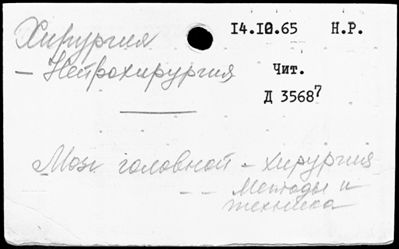 Хирургия
14.10.65 Н.Р.
- Нейрохирургия
Чит.
Д 35687
Мозг головной - хирургия
- - Методы и
техника